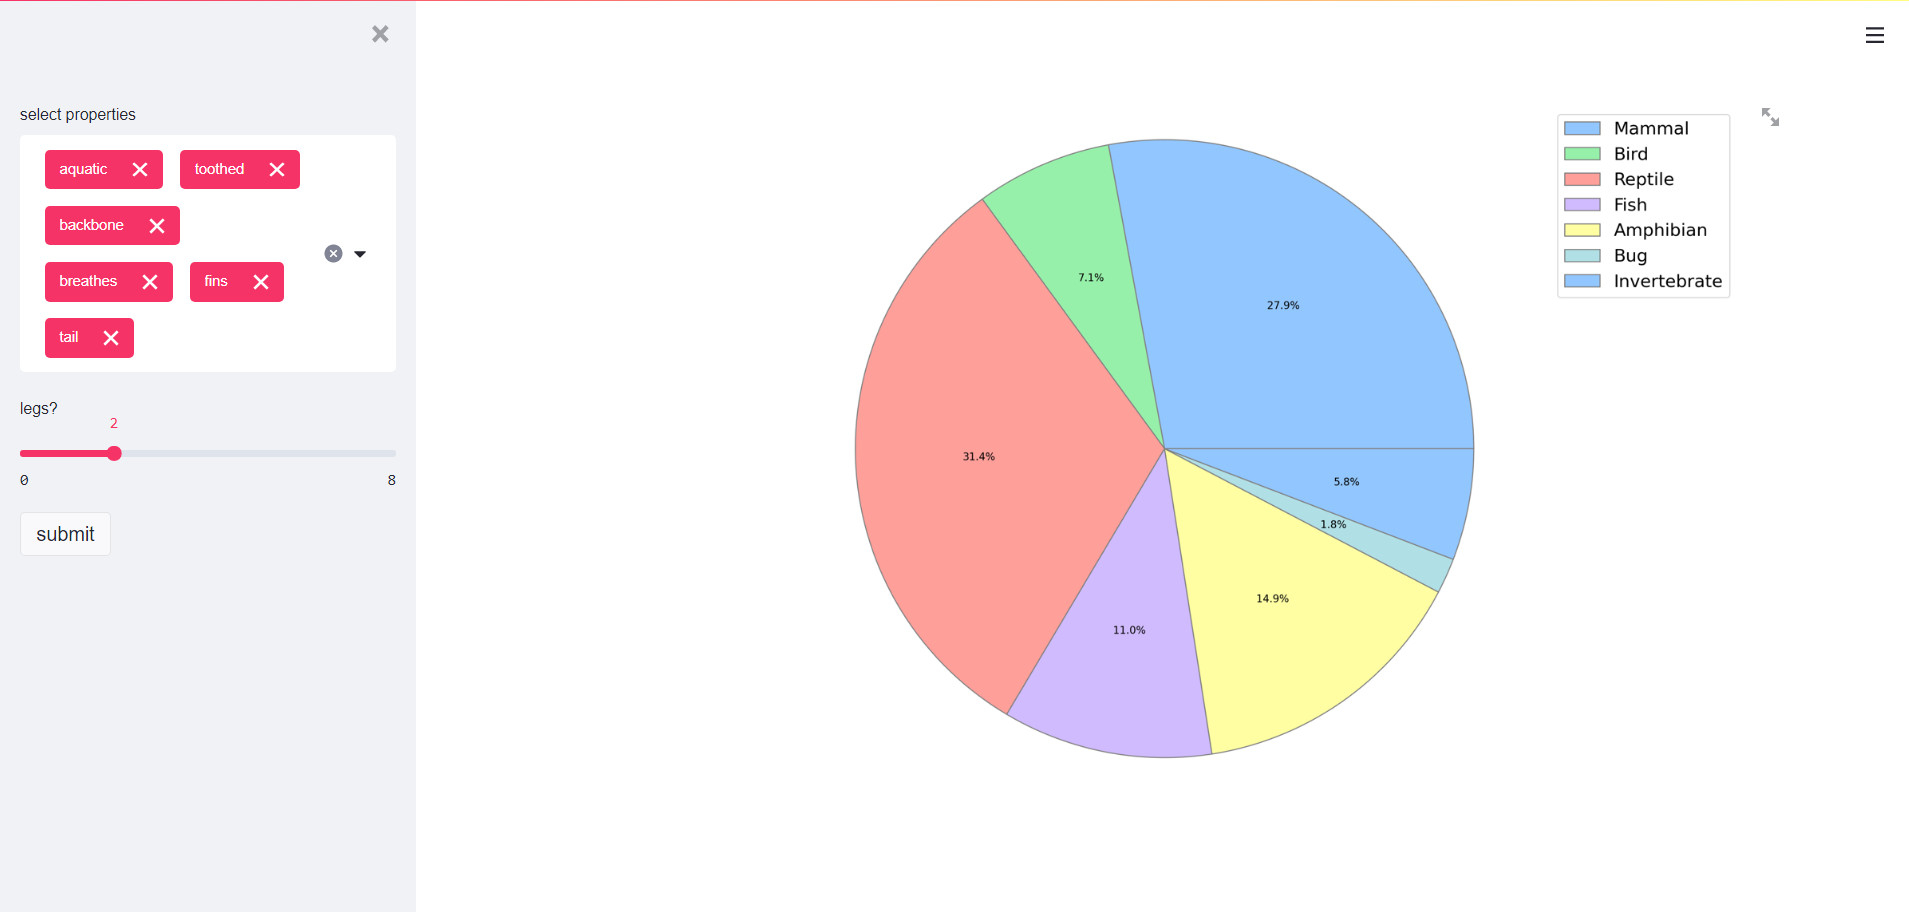 select properties
aquatic toothed
backbone
breathes fins
tail
legs?
2
0 8
submit
Mammal
Bird
Reptile
Fish
Amphibian
Bug
Invertebrate
7.1%
27.9%
31.4%
5.8%
1.8%
14.9%
11.0%